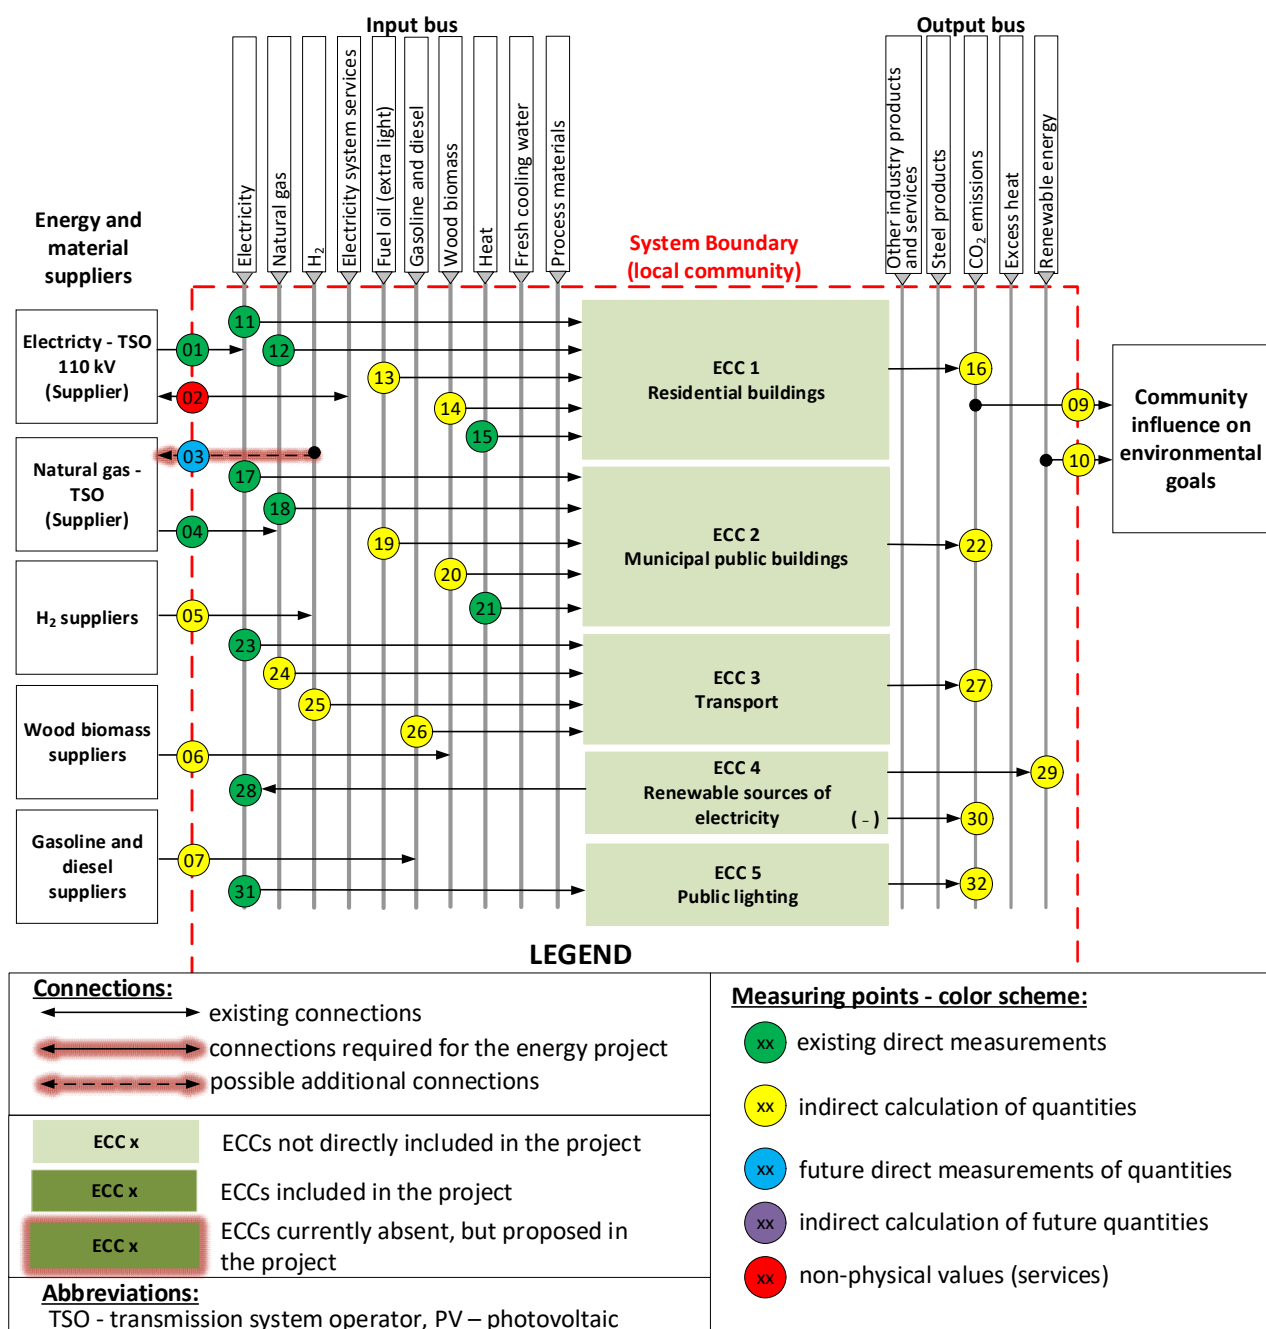 Input bus
Output bus
Electricity
Natural gas
H2
Electricity system services
Fuel oil (extra light)
Gasoline and diesel
Wood biomass
Heat
Fresh cooling water
Process materials
Other industry products
and services
Steel products
CO2 emissions
Excess heat
Renewable energy
Energy and
material
suppliers
System Boundary
(local community)
Electricty - TSO
110 kV
(Supplier)
Natural gas -
TSO
(Supplier)
H2 suppliers
Wood biomass
suppliers
Gasoline and
diesel
suppliers
01
02
03
04
05
06
07
11
12
13
14
15
17
18
19
20
21
23
24
25
26
28
31
ECC 1
Residential buildings
ECC 2
Municipal public buildings
ECC 3
Transport
ECC 4
Renewable sources of
electricity
( - )
ECC 5
Public lighting
16
22
27
29
30
32
09
10
Community
influence on
environmental
goals
LEGEND
Connections:
existing connections
connections required for the energy project
possible additional connections
ECC x
ECCs not directly included in the project
ECC x
ECCs included in the project
ECC x
ECCs currently absent, but proposed in
the project
Abbreviations:
TSO - transmission system operator, PV – photovoltaic
Measuring points - color scheme:
xx
existing direct measurements
xx
indirect calculation of quantities
xx
future direct measurements of quantities
xx
indirect calculation of future quantities
xx
non-physical values (services)